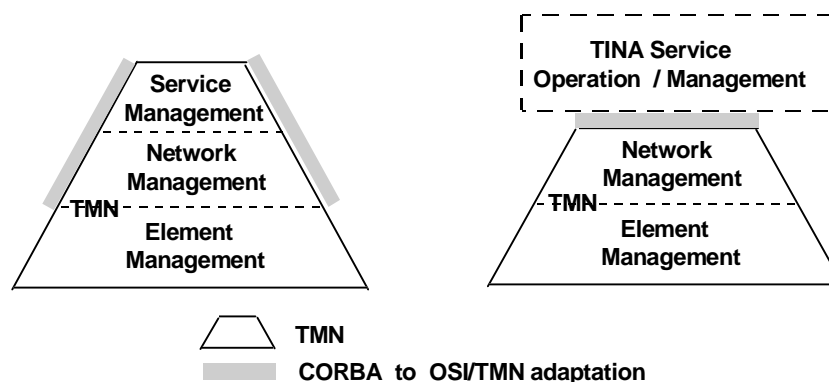 Service
Management
Network
Management
TMN
Element
Management
TINA Service
Operation / Management
Network
Management
TMN
Element
Management
TMN
CORBA to OSI/TMN adaptation